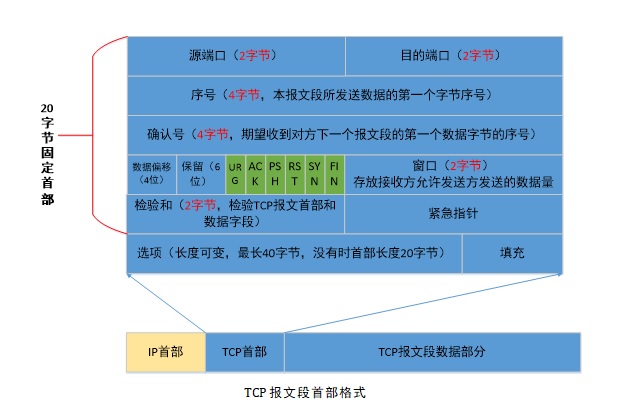 源端口（2字节）
目的端口（2字节）
序号（4字节，本报文段所发送数据的第一个字节序号）
20字节固定首部
确认号（4字节，期望收到对方下一个报文段的第一个数据字节的序号）
数据偏移（4位）
保留（6位）
URG
ACK
PSH
RST
SYN
FIN
窗口（2字节）
存放接收方允许发送方发送的数据量
检验和（2字节，检验TCP报文首部和
数据字段）
紧急指针
选项（长度可变，最长40字节，没有时首部长度20字节）
填充
IP首部
TCP首部
TCP报文段数据部分
TCP报文段首部格式